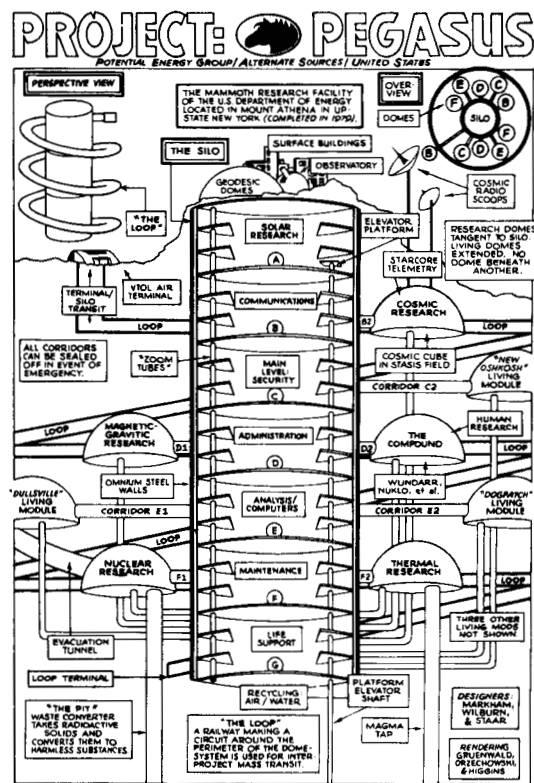 PROJECT: PEGASUS
POTENTIAL ENERGY GROUP/ALTERNATE SOURCES/UNITED STATES
PERSPECTIVE VIEW
"THE LOOP"
THE MAMMOTH RESEARCH FACILITY
OF THE U.S. DEPARTMENT OF ENERGY
LOCATED IN MOUNT ATHENA IN UP-
STATE NEW YORK (COMPLETED IN 1979).
OVER-
VIEW
DOMES
SILO
E
D
C
F
B
F
B
C
D
E
THE SILO
SURFACE BUILDINGS
OBSERVATORY
GEODESIC
DOMES
COSMIC
RADIO
SCOOPS
ELEVATOR
PLATFORM
RESEARCH DOMES
TANGENT TO SILO.
LIVING DOMES
EXTENDED. NO
DOME BENEATH
ANOTHER.
SOLAR
RESEARCH
A
STARCORE
TELEMETRY
TERMINAL/
SILO
TRANSIT
VTOL AIR
TERMINAL
COMMUNICATIONS
B
LOOP
B2
COSMIC
RESEARCH
LOOP
ALL CORRIDORS
CAN BE SEALED
OFF IN EVENT OF
EMERGENCY.
"ZOOM
TUBES"
MAIN
LEVEL/
SECURITY
C
COSMIC CUBE
IN STASIS FIELD
"NEW
OSHKOSH"
LIVING
MODULE
CORRIDOR C2
LOOP
MAGNETIC-
GRAVITIC
RESEARCH
D1
ADMINISTRATION
D
D2
THE
COMPOUND
HUMAN
RESEARCH
LOOP
OMNIUM STEEL
WALLS
WUNDARR,
NUKLO, et al.
"DULLSVILLE"
LIVING
MODULE
CORRIDOR E1
ANALYSIS/
COMPUTERS
E
CORRIDOR E2
"DOGPATCH"
LIVING
MODULE
LOOP
NUCLEAR
RESEARCH
F1
MAINTENANCE
F
F2
THERMAL
RESEARCH
LOOP
EVACUATION
TUNNEL
LIFE
SUPPORT
G
THREE OTHER
LIVING MODS
NOT SHOWN
LOOP TERMINAL
RECYCLING:
AIR / WATER
PLATFORM
ELEVATOR
SHAFT
"THE PIT"
WASTE CONVERTER
TAKES RADIOACTIVE
SOLIDS AND
CONVERTS THEM TO
HARMLESS SUBSTANCES.
"THE LOOP"
A RAILWAY MAKING A
CIRCUIT AROUND THE
PERIMETER OF THE DOME-
SYSTEM IS USED FOR INTER-
PROJECT MASS TRANSIT.
MAGMA
TAP
DESIGNERS:
MARKHAM,
WILBURN,
& STAAR
RENDERING
GRUENWALD,
ORZECHOWSKI,
& HIGGINS